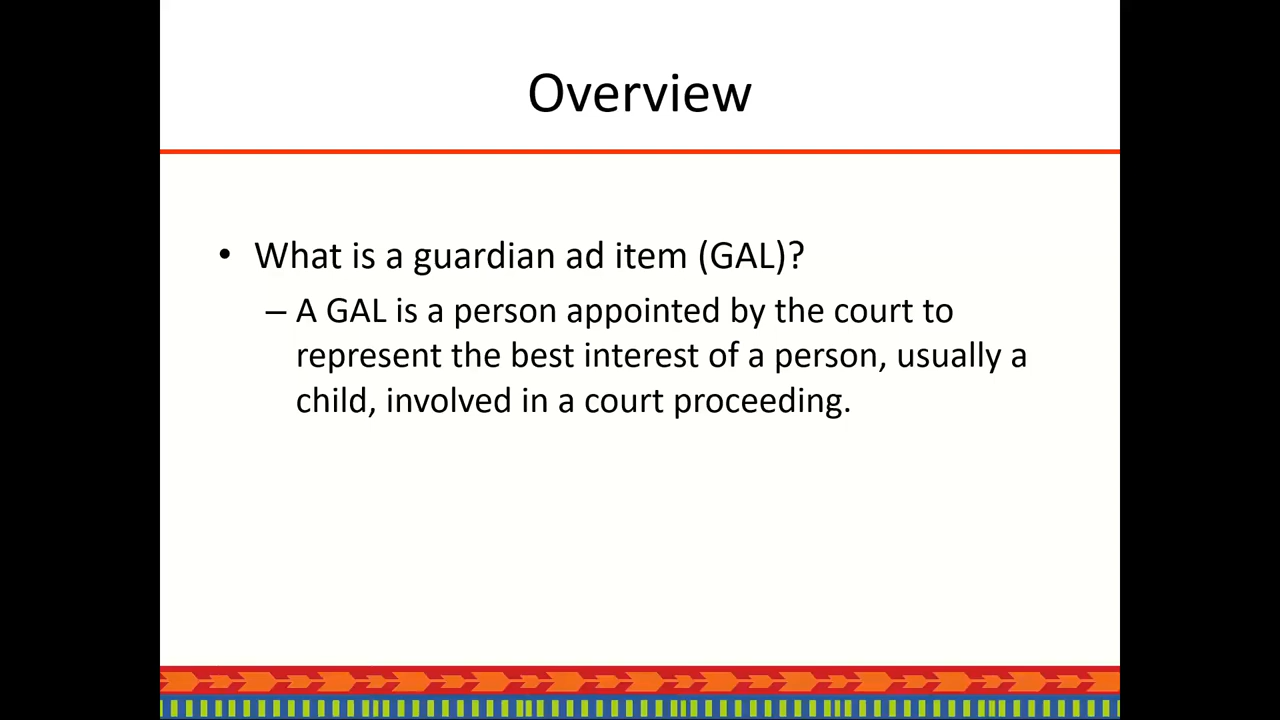 Overview
• What is a guardian ad item (GAL)?
– A GAL is a person appointed by the court to
represent the best interest of a person, usually a
child, involved in a court proceeding.